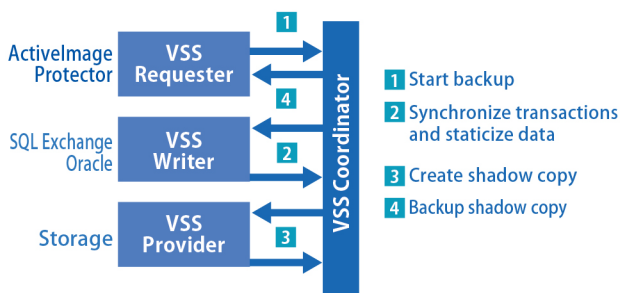 ActiveImage
Protector
VSS
Requester
1
4
SQL Exchange
Oracle
VSS
Writer
2
Storage
VSS
Provider
3
VSS Coordinator
1 Start backup
2 Synchronize transactions
and staticize data
3 Create shadow copy
4 Backup shadow copy